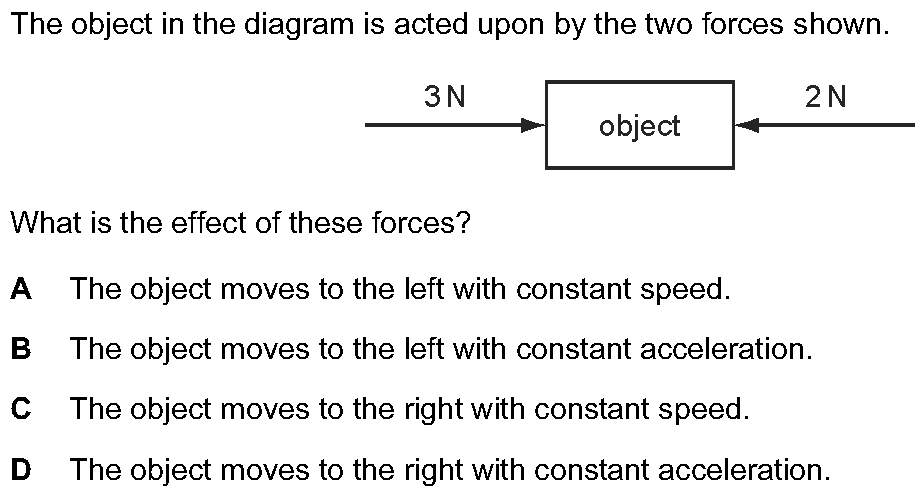 The object in the diagram is acted upon by the two forces shown.
3 N
2 N
object
What is the effect of these forces?
A The object moves to the left with constant speed.
B The object moves to the left with constant acceleration.
C The object moves to the right with constant speed.
D The object moves to the right with constant acceleration.